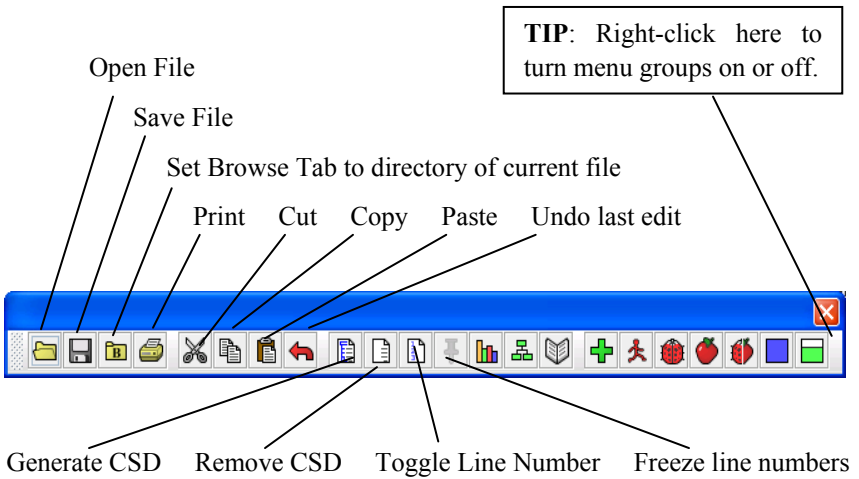 TIP: Right-click here to
turn menu groups on or off.
Open File
Save File
Set Browse Tab to directory of current file
Print Cut Copy Paste Undo last edit
B
Generate CSD Remove CSD Toggle Line Number Freeze line numbers